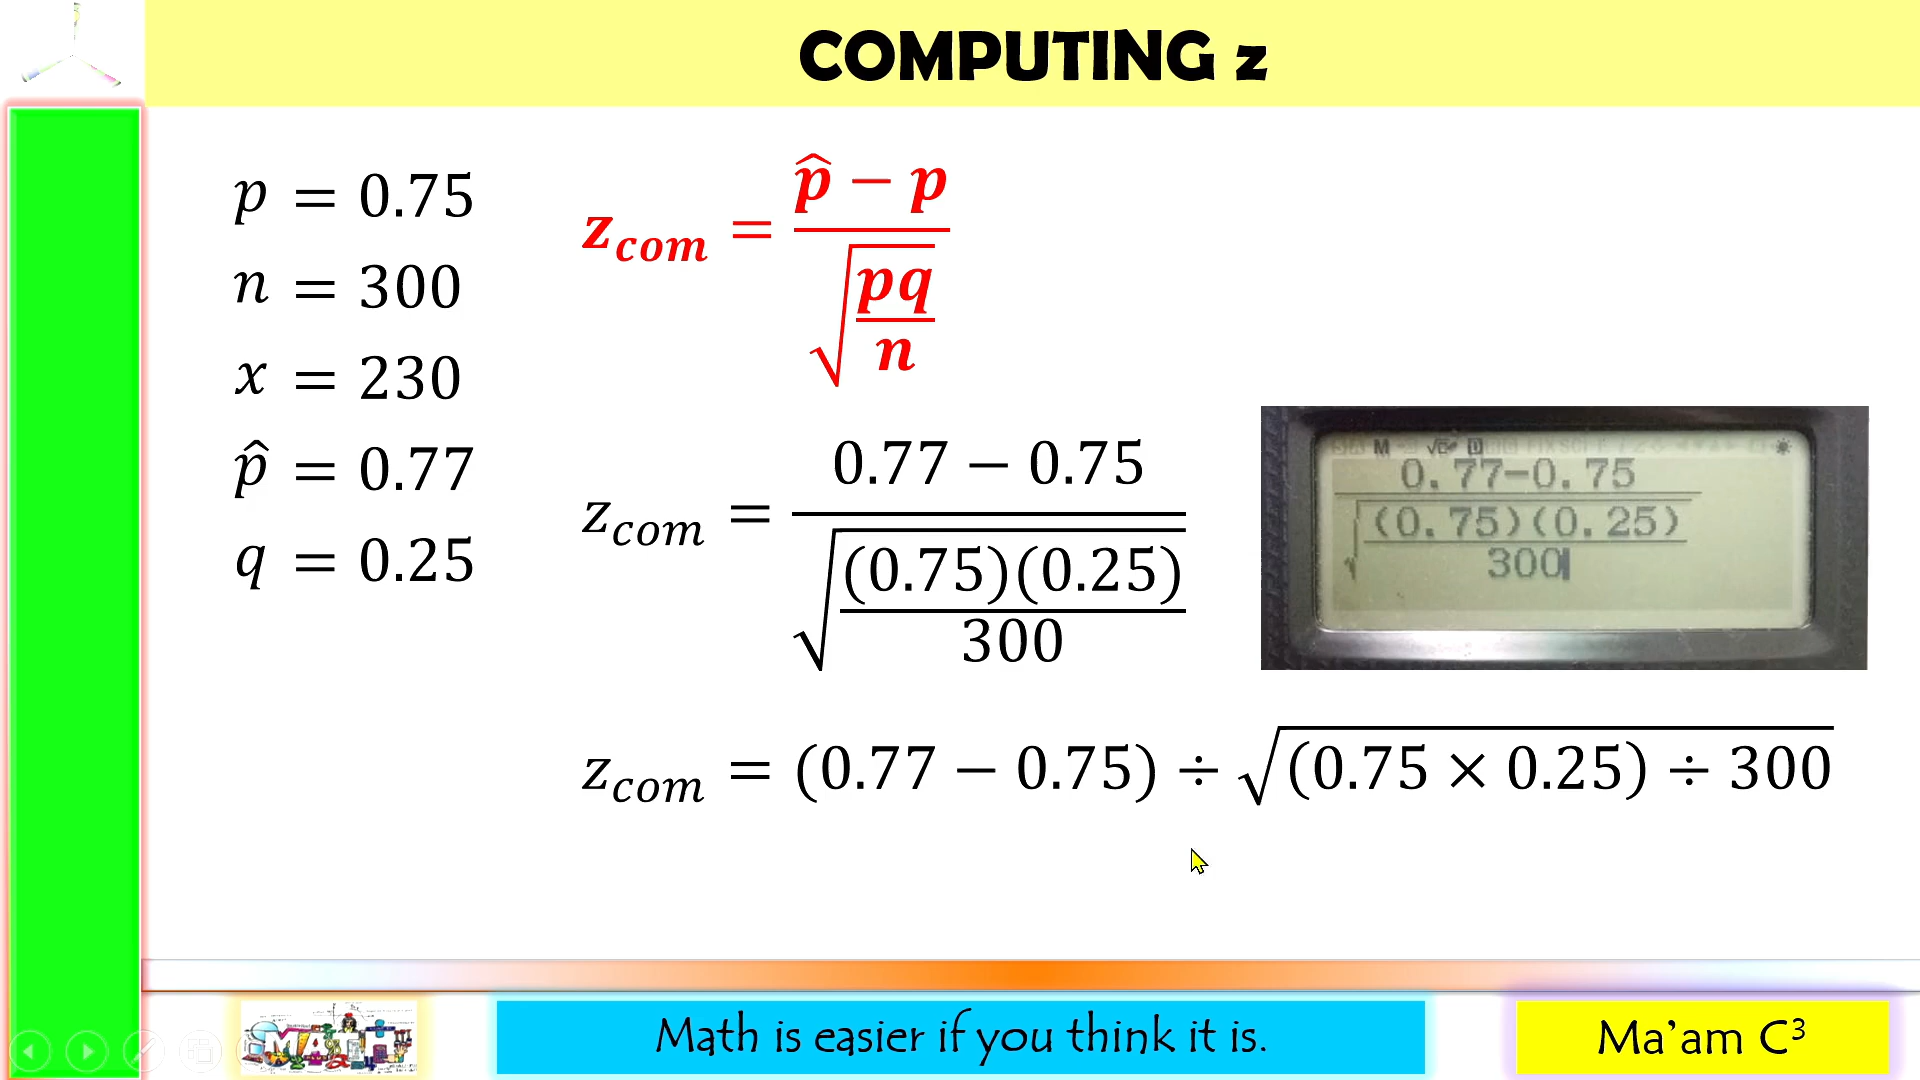 COMPUTING z
p = 0.75
n = 300
x = 230
p̂ = 0.77
q = 0.25
z_com = (p̂ − p) / √(pq / n)
z_com = (0.77 − 0.75) / √((0.75)(0.25) / 300)
z_com = (0.77 − 0.75) ÷ √((0.75 × 0.25) ÷ 300)
0.77-0.75
√(0.75)(0.25)
300
MATH
Math is easier if you think it is.
Ma’am C³